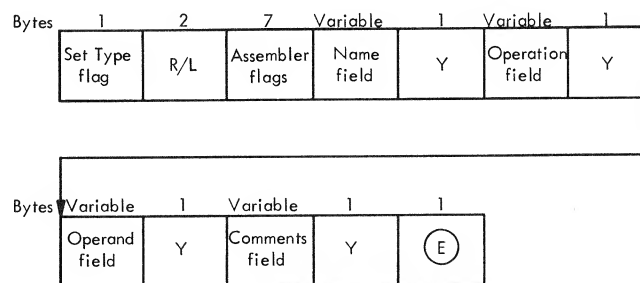 Bytes 1 2 7 Variable 1 Variable 1
Set Type flag R/L Assembler flags Name field Y Operation field Y
Bytes Variable 1 Variable 1 1
Operand field Y Comments field Y E